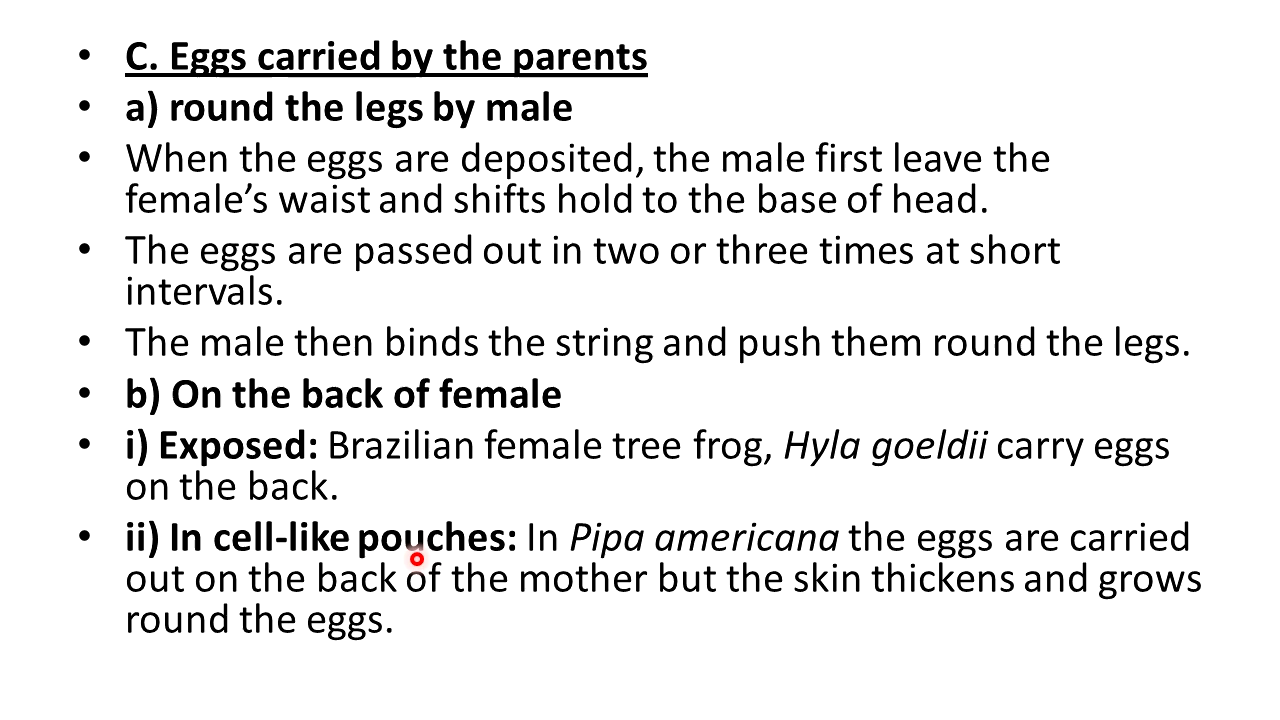 • C. Eggs carried by the parents
• a) round the legs by male
• When the eggs are deposited, the male first leave the
female’s waist and shifts hold to the base of head.
• The eggs are passed out in two or three times at short
intervals.
• The male then binds the string and push them round the legs.
• b) On the back of female
• i) Exposed: Brazilian female tree frog, Hyla goeldii carry eggs
on the back.
• ii) In cell-like pouches: In Pipa americana the eggs are carried
out on the back of the mother but the skin thickens and grows
round the eggs.